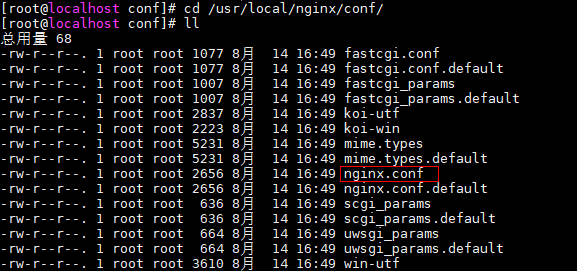 [root@localhost conf]# cd /usr/local/nginx/conf/
[root@localhost conf]# ll
总用量 68
-rw-r--r--. 1 root root 1077 8月  14 16:49 fastcgi.conf
-rw-r--r--. 1 root root 1077 8月  14 16:49 fastcgi.conf.default
-rw-r--r--. 1 root root 1007 8月  14 16:49 fastcgi_params
-rw-r--r--. 1 root root 1007 8月  14 16:49 fastcgi_params.default
-rw-r--r--. 1 root root 2837 8月  14 16:49 koi-utf
-rw-r--r--. 1 root root 2223 8月  14 16:49 koi-win
-rw-r--r--. 1 root root 5231 8月  14 16:49 mime.types
-rw-r--r--. 1 root root 5231 8月  14 16:49 mime.types.default
-rw-r--r--. 1 root root 2656 8月  14 16:49 nginx.conf
-rw-r--r--. 1 root root 2656 8月  14 16:49 nginx.conf.default
-rw-r--r--. 1 root root  636 8月  14 16:49 scgi_params
-rw-r--r--. 1 root root  636 8月  14 16:49 scgi_params.default
-rw-r--r--. 1 root root  664 8月  14 16:49 uwsgi_params
-rw-r--r--. 1 root root  664 8月  14 16:49 uwsgi_params.default
-rw-r--r--. 1 root root 3610 8月  14 16:49 win-utf